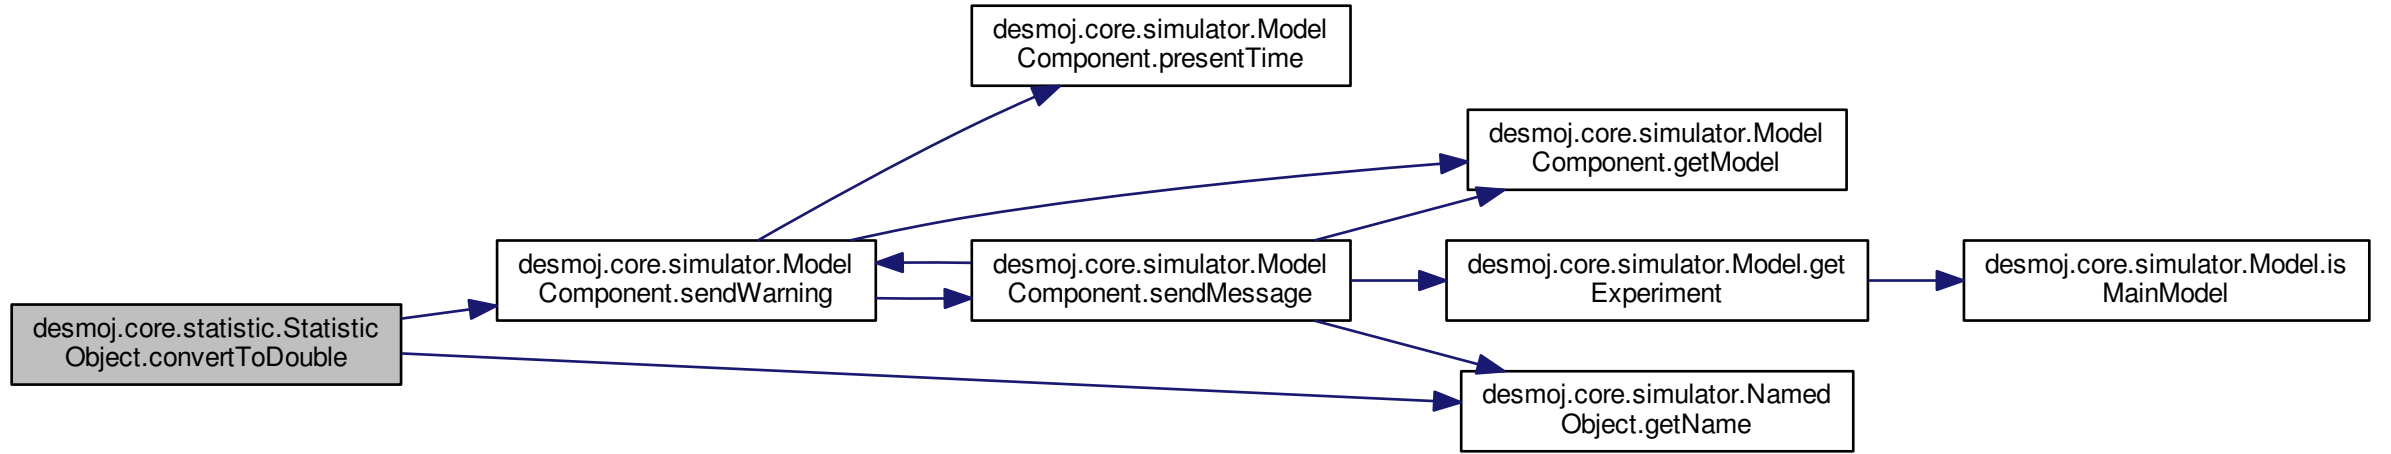 desmoj.core.simulator.Model
Component.presentTime
desmoj.core.simulator.Model
Component.getModel
desmoj.core.simulator.Model
Component.sendWarning
desmoj.core.simulator.Model
Component.sendMessage
desmoj.core.simulator.Model.get
Experiment
desmoj.core.simulator.Model.is
MainModel
desmoj.core.statistic.Statistic
Object.convertToDouble
desmoj.core.simulator.Named
Object.getName